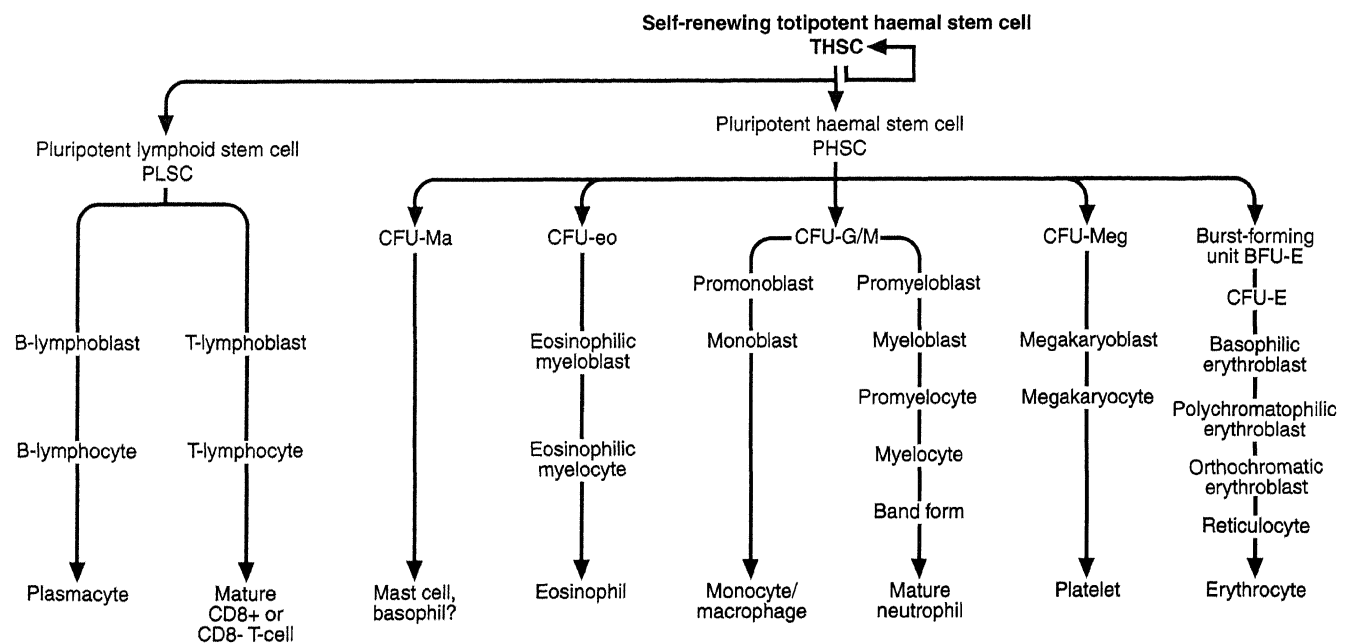 Self-renewing totipotent haemal stem cell
THSC
Pluripotent lymphoid stem cell
PLSC
Pluripotent haemal stem cell
PHSC
CFU-Ma
CFU-eo
CFU-G/M
CFU-Meg
Burst-forming
unit BFU-E
Promonoblast
Promyeloblast
CFU-E
B-lymphoblast
T-lymphoblast
Eosinophilic
myeloblast
Monoblast
Myeloblast
Megakaryoblast
Basophilic
erythroblast
Promyelocyte
Megakaryocyte
Polychromatophilic
erythroblast
B-lymphocyte
T-lymphocyte
Eosinophilic
myelocyte
Myelocyte
Orthochromatic
erythroblast
Band form
Reticulocyte
Plasmacyte
Mature
CD8+ or
CD8- T-cell
Mast cell,
basophil?
Eosinophil
Monocyte/
macrophage
Mature
neutrophil
Platelet
Erythrocyte